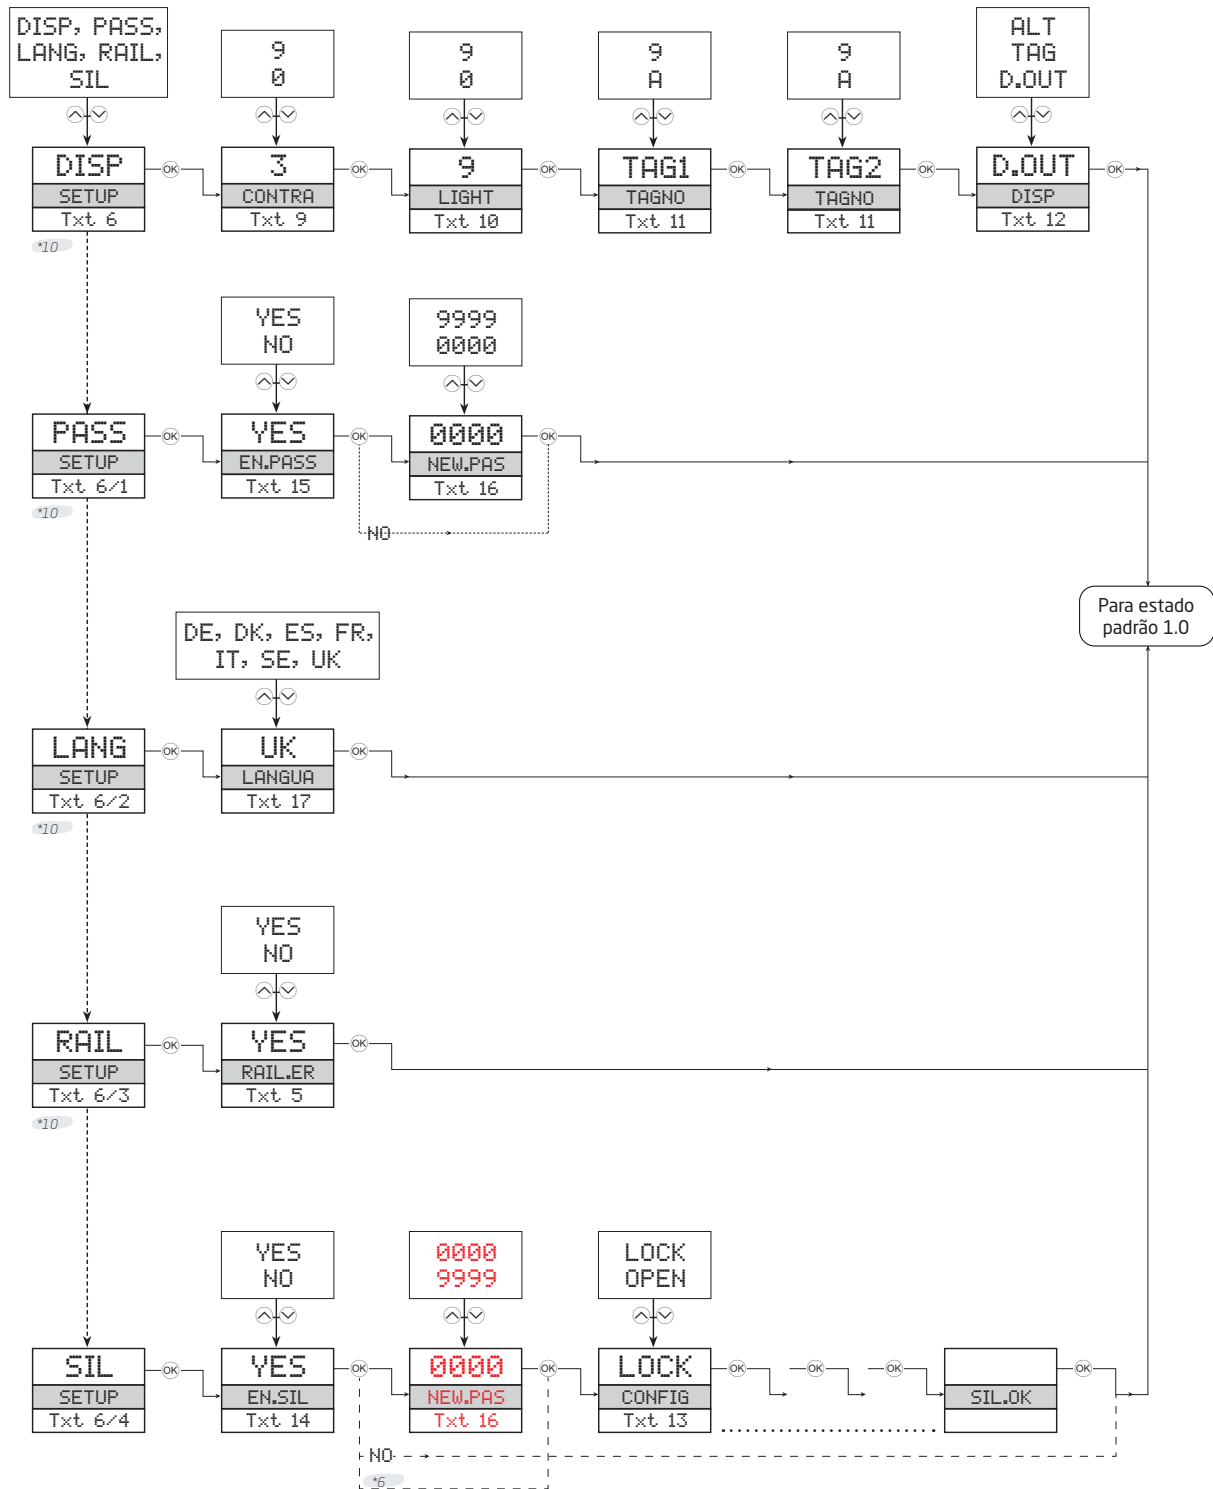 DISP, PASS,
LANG, RAIL,
SIL
9
0
9
0
9
A
9
A
ALT
TAG
D.OUT
DISP
SETUP
Txt 6
*10
OK
3
CONTRA
Txt 9
OK
9
LIGHT
Txt 10
OK
TAG1
TAGNO
Txt 11
OK
TAG2
TAGNO
Txt 11
OK
D.OUT
DISP
Txt 12
OK
YES
NO
9999
0000
PASS
SETUP
Txt 6/1
*10
OK
YES
EN.PASS
Txt 15
OK
0000
NEW.PAS
Txt 16
OK
NO
Para estado
padrão 1.0
DE, DK, ES, FR,
IT, SE, UK
LANG
SETUP
Txt 6/2
*10
OK
UK
LANGUA
Txt 17
OK
YES
NO
RAIL
SETUP
Txt 6/3
*10
OK
YES
RAIL.ER
Txt 5
OK
YES
NO
0000
9999
LOCK
OPEN
SIL
SETUP
Txt 6/4
OK
YES
EN.SIL
Txt 14
OK
0000
NEW.PAS
Txt 16
OK
LOCK
CONFIG
Txt 13
OK
OK
OK
SIL.OK
OK
NO
*6